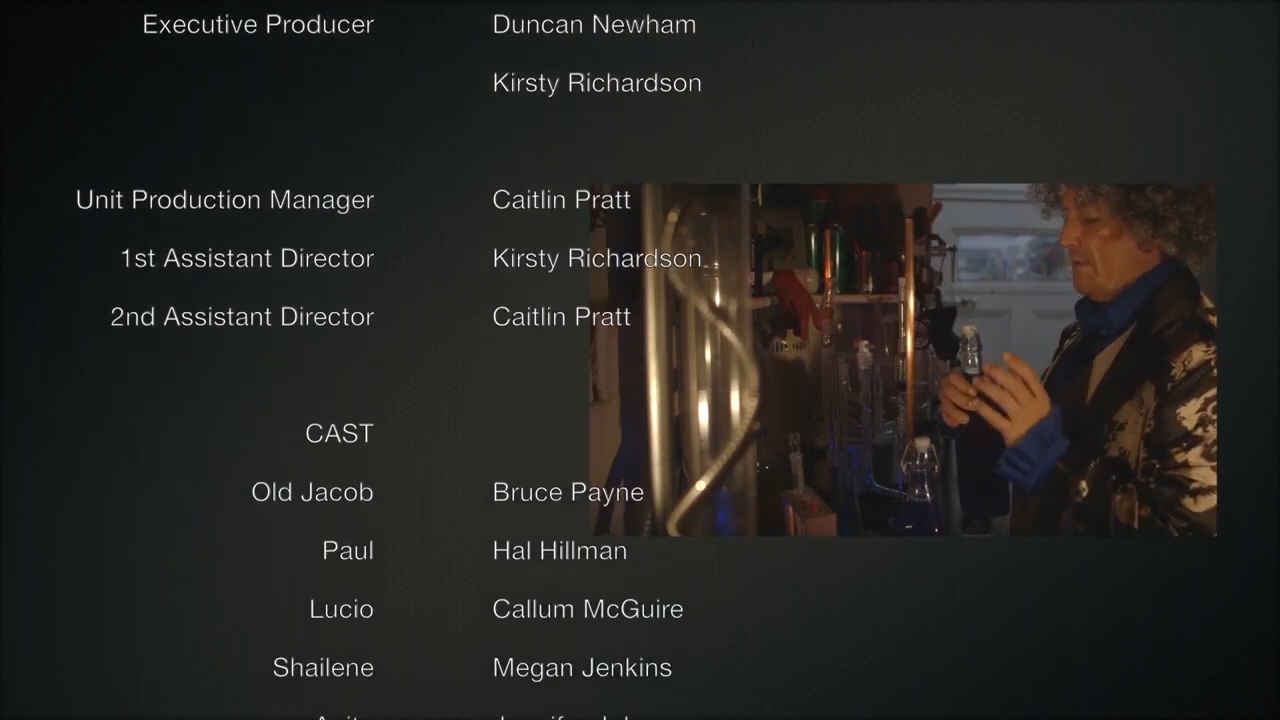 Executive Producer Duncan Newham
Kirsty Richardson
Unit Production Manager Caitlin Pratt
1st Assistant Director Kirsty Richardson
2nd Assistant Director Caitlin Pratt
CAST
Old Jacob Bruce Payne
Paul Hal Hillman
Lucio Callum McGuire
Shailene Megan Jenkins